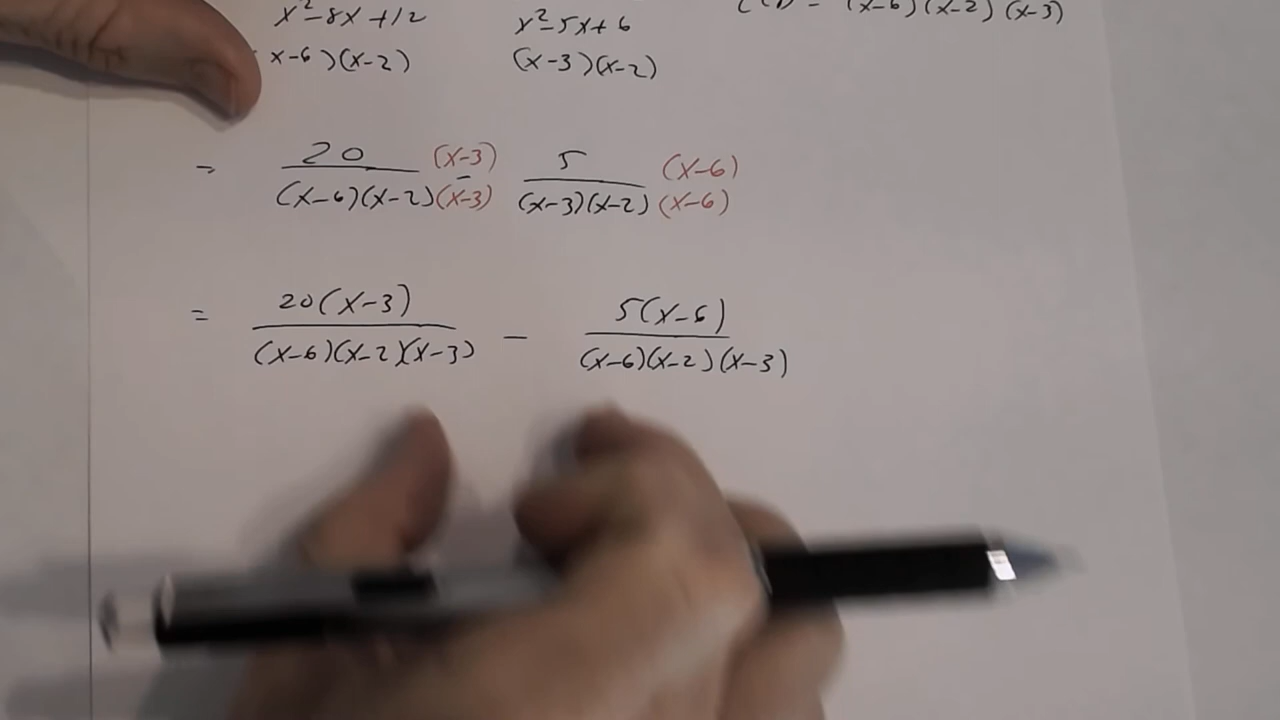 x²-8x+12 x²-5x+6
x-6)(x-2) (x-3)(x-2) (x-6)(x-2)(x-3)
= 20 (x-3) - 5 (x-6)
(x-6)(x-2)(x-3) (x-3)(x-2) (x-6)
= 20(x-3) - 5(x-6)
(x-6)(x-2)(x-3) (x-6)(x-2)(x-3)